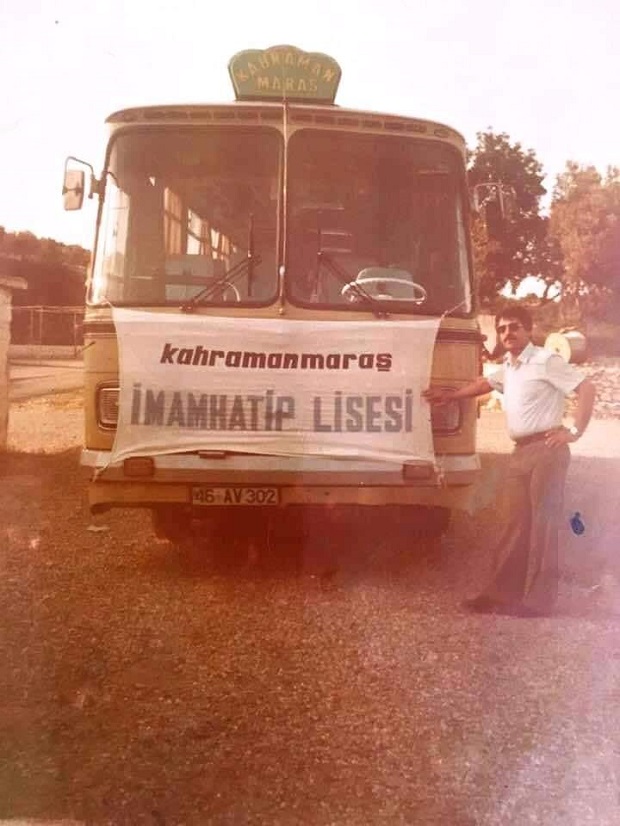 KAHRAMAN
MARAŞ
kahramanmaraş
İMAMHATİP LİSESİ
46 AV 302